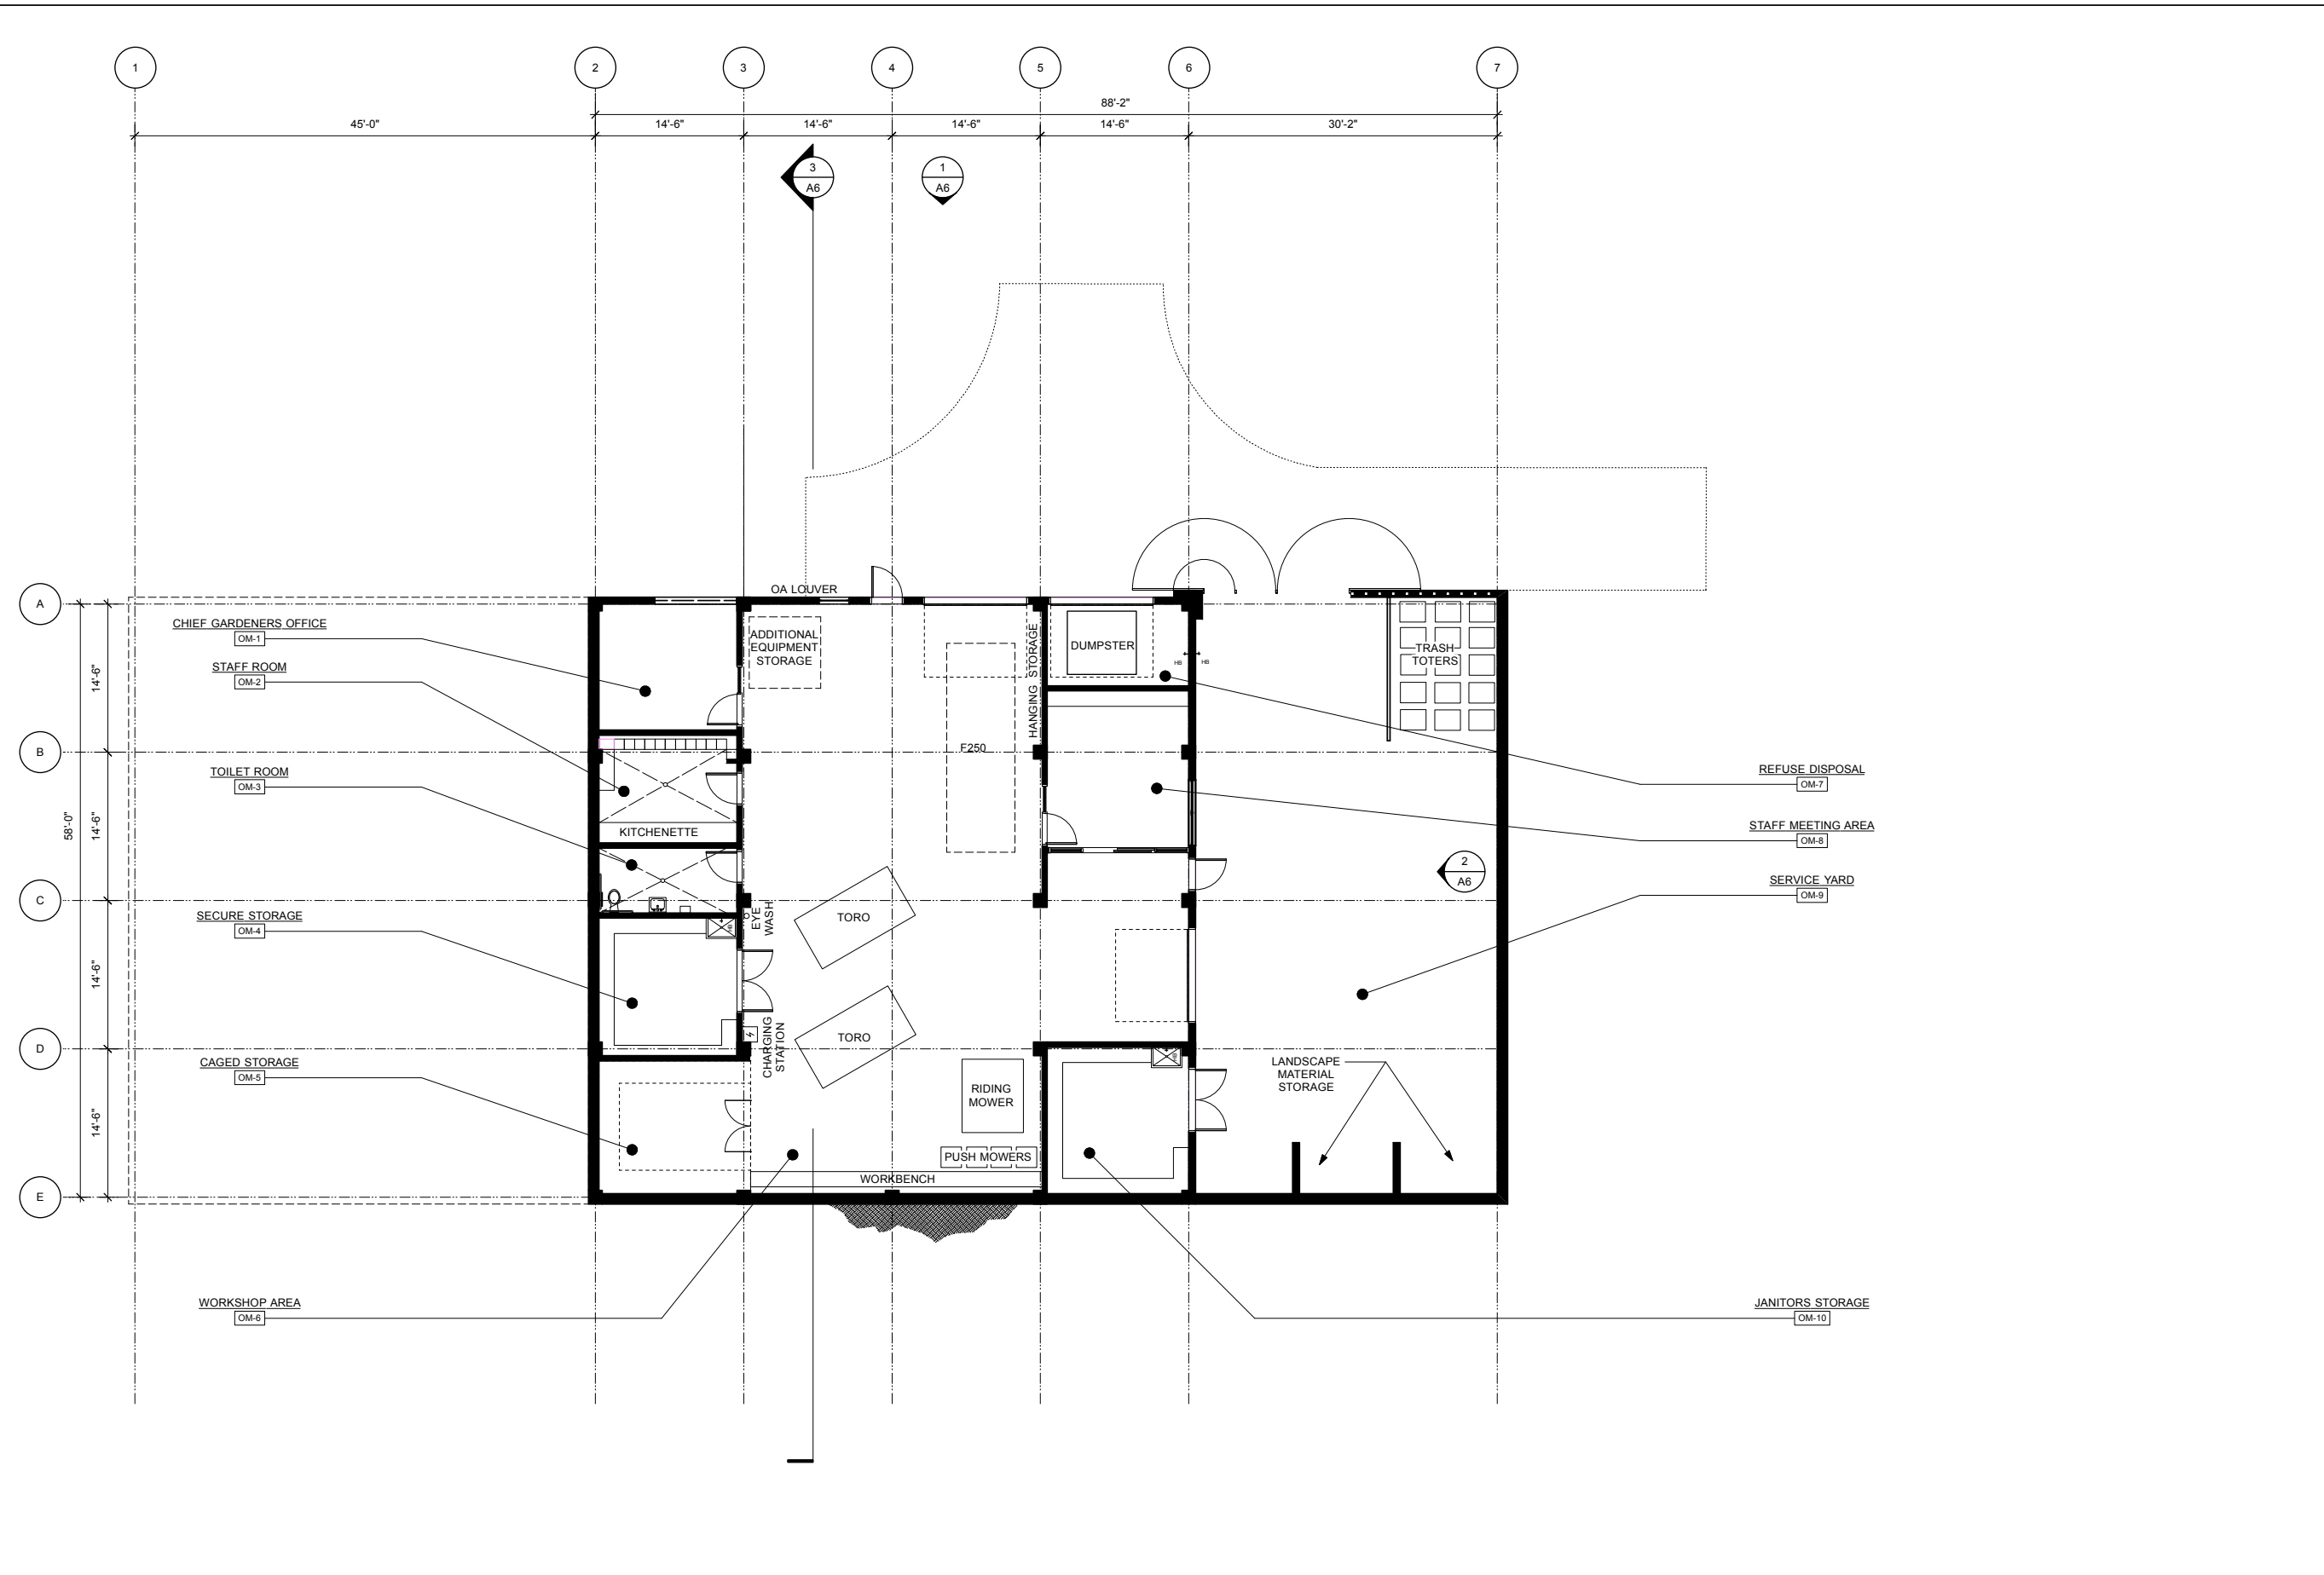 1
2
3
4
5
6
7
88'-2"
45'-0"
14'-6"
14'-6"
14'-6"
14'-6"
30'-2"
3
A6
1
A6
A
B
C
D
E
58'-0"
14'-6"
14'-6"
14'-6"
14'-6"
OA LOUVER
CHIEF GARDENERS OFFICE
OM-1
STAFF ROOM
OM-2
TOILET ROOM
OM-3
SECURE STORAGE
OM-4
CAGED STORAGE
OM-5
WORKSHOP AREA
OM-6
ADDITIONAL
EQUIPMENT
STORAGE
HANGING STORAGE
DUMPSTER
HB
HB
TRASH
TOTERS
F250
KITCHENETTE
EYE
WASH
TORO
TORO
CHARGING
STATION
RIDING
MOWER
PUSH MOWERS
WORKBENCH
LANDSCAPE
MATERIAL
STORAGE
2
A6
REFUSE DISPOSAL
OM-7
STAFF MEETING AREA
OM-8
SERVICE YARD
OM-9
JANITORS STORAGE
OM-10